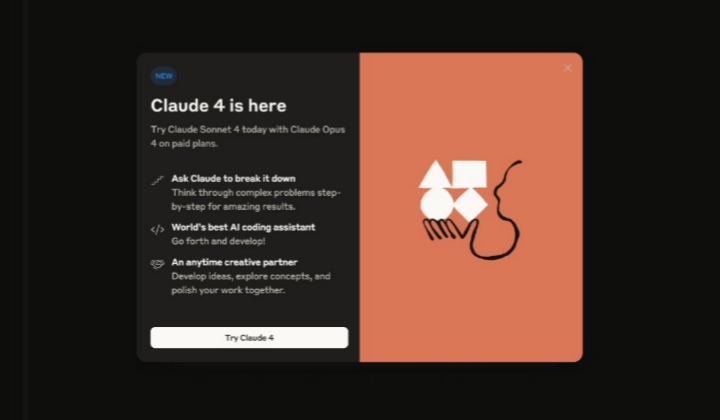 NEW
Claude 4 is here
Try Claude Sonnet 4 today with Claude Opus
4 on paid plans.
Ask Claude to break it down
Think through complex problems step-
by-step for amazing results.
World's best AI coding assistant
Go forth and develop!
An anytime creative partner
Develop ideas, explore concepts, and
polish your work together.
Try Claude 4